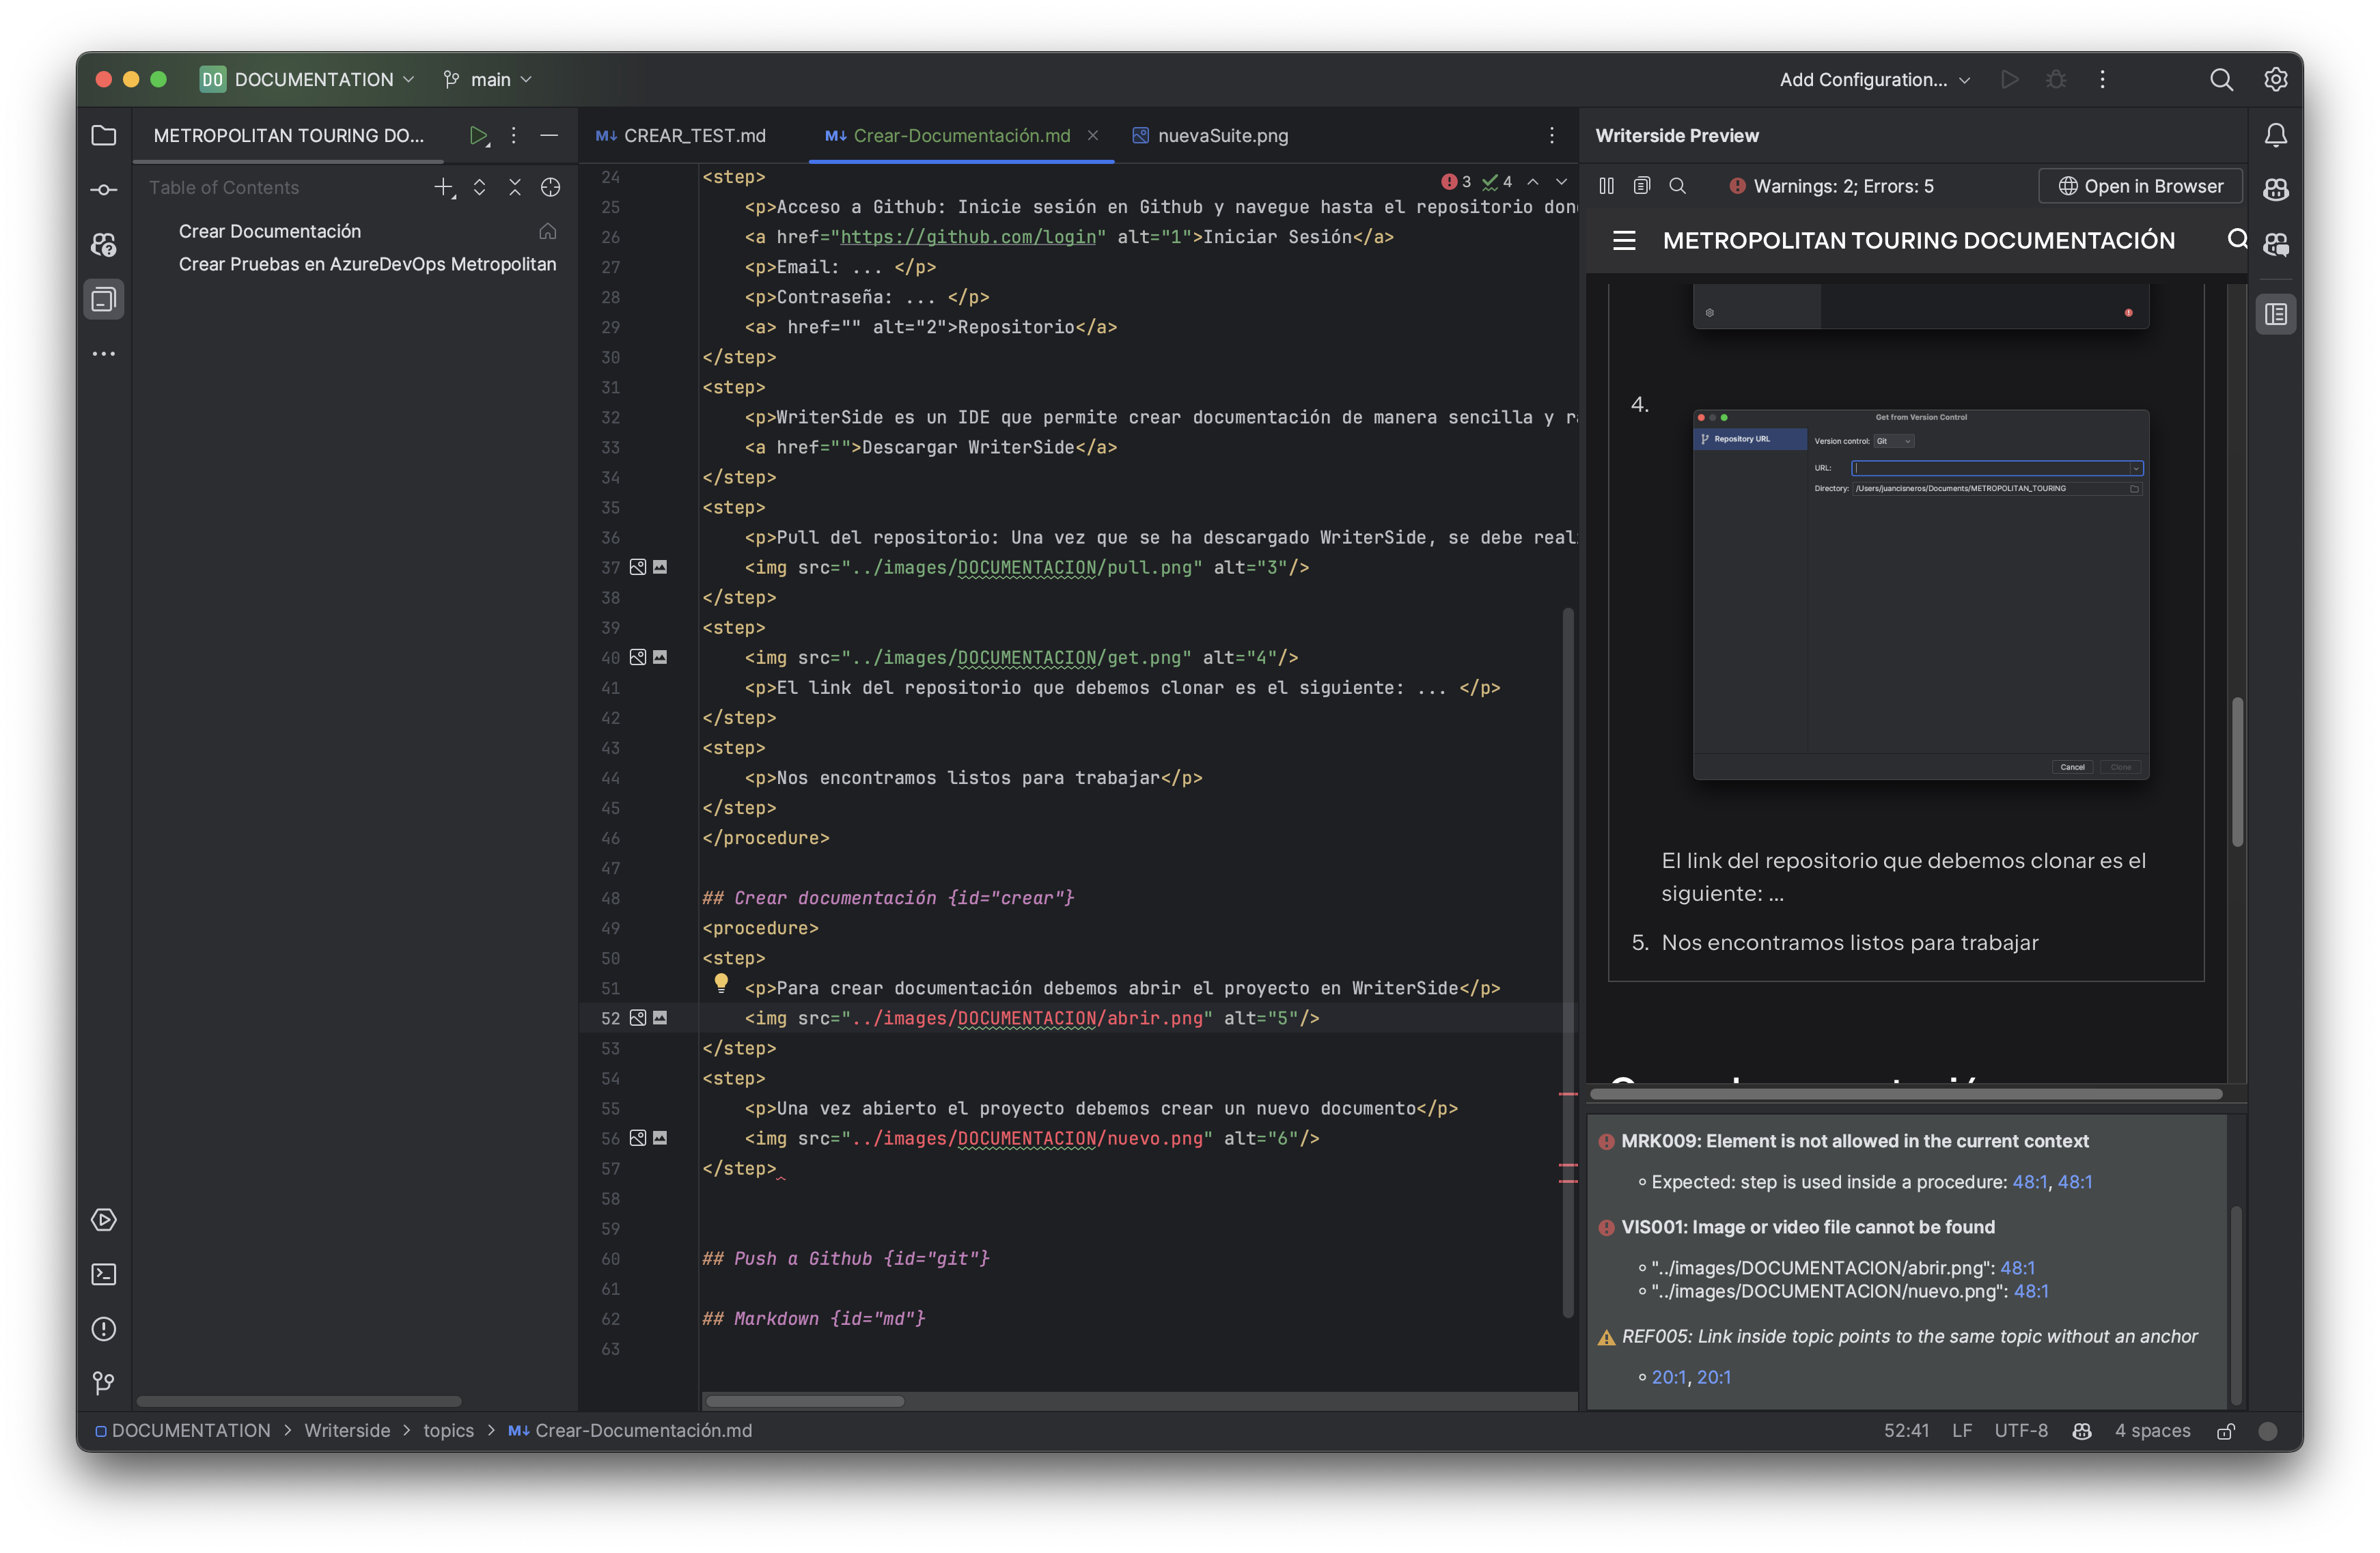 DO DOCUMENTATION main
Add Configuration...
METROPOLITAN TOURING DO...
Table of Contents
Crear Documentación
Crear Pruebas en AzureDevOps Metropolitan
CREAR_TEST.md
Crear-Documentación.md
nuevaSuite.png
3 4
24 <step>
25 <p>Acceso a Github: Inicie sesión en Github y navegue hasta el repositorio don
26 <a href="https://github.com/login" alt="1">Iniciar Sesión</a>
27 <p>Email: ... </p>
28 <p>Contraseña: ... </p>
29 <a> href="" alt="2">Repositorio</a>
30 </step>
31 <step>
32 <p>WriterSide es un IDE que permite crear documentación de manera sencilla y r
33 <a href="">Descargar WriterSide</a>
34 </step>
35 <step>
36 <p>Pull del repositorio: Una vez que se ha descargado WriterSide, se debe real
37 <img src="../images/DOCUMENTACION/pull.png" alt="3"/>
38 </step>
39 <step>
40 <img src="../images/DOCUMENTACION/get.png" alt="4"/>
41 <p>El link del repositorio que debemos clonar es el siguiente: ... </p>
42 </step>
43 <step>
44 <p>Nos encontramos listos para trabajar</p>
45 </step>
46 </procedure>
47
48 ## Crear documentación {id="crear"}
49 <procedure>
50 <step>
51 <p>Para crear documentación debemos abrir el proyecto en WriterSide</p>
52 <img src="../images/DOCUMENTACION/abrir.png" alt="5"/>
53 </step>
54 <step>
55 <p>Una vez abierto el proyecto debemos crear un nuevo documento</p>
56 <img src="../images/DOCUMENTACION/nuevo.png" alt="6"/>
57 </step>
58
59
60 ## Push a Github {id="git"}
61
62 ## Markdown {id="md"}
63
Writerside Preview
Warnings: 2; Errors: 5
Open in Browser
METROPOLITAN TOURING DOCUMENTACIÓN
4.
Get from Version Control
Repository URL
Version control: Git
URL:
Directory: /Users/juancisneros/Documents/METROPOLITAN_TOURING
Cancel Clone
El link del repositorio que debemos clonar es el
siguiente: ...
5. Nos encontramos listos para trabajar
MRK009: Element is not allowed in the current context
Expected: step is used inside a procedure: 48:1, 48:1
VIS001: Image or video file cannot be found
"../images/DOCUMENTACION/abrir.png": 48:1
"../images/DOCUMENTACION/nuevo.png": 48:1
REF005: Link inside topic points to the same topic without an anchor
20:1, 20:1
DOCUMENTATION > Writerside > topics > Crear-Documentación.md
52:41 LF UTF-8 4 spaces